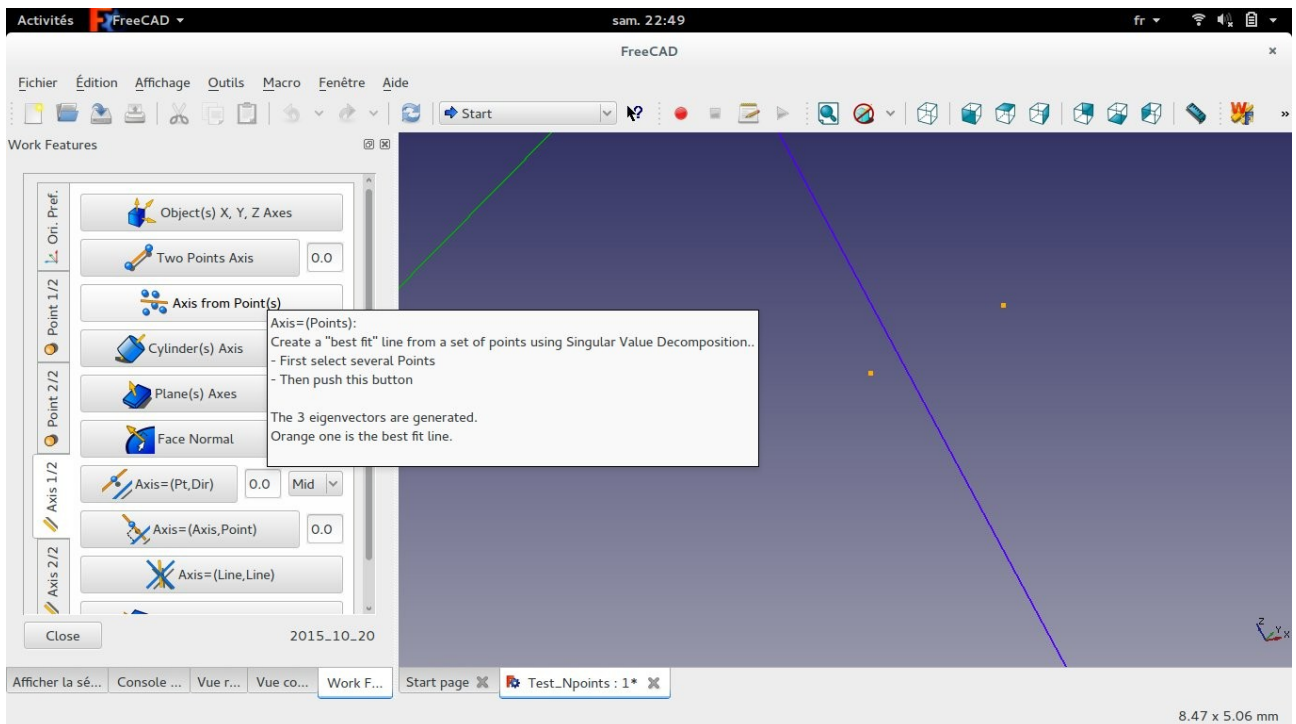 Activités FreeCAD sam. 22:49 fr
FreeCAD
Fichier Édition Affichage Outils Macro Fenêtre Aide
Start
»
Work Features
Ori. Pref.
Point 1/2
Point 2/2
Axis 1/2
Axis 2/2
Object(s) X, Y, Z Axes
Two Points Axis 0.0
Axis from Point(s)
Cylinder(s) Axis
Plane(s) Axes
Face Normal
Axis=(Pt,Dir) 0.0 Mid
Axis=(Axis,Point) 0.0
Axis=(Line,Line)
Axis=(Points):
Create a "best fit" line from a set of points using Singular Value Decomposition..
- First select several Points
- Then push this button
The 3 eigenvectors are generated.
Orange one is the best fit line.
Close 2015_10_20
Z Y X
Afficher la sé... Console ... Vue r... Vue co... Work F... Start page Test_Npoints : 1*
8.47 x 5.06 mm